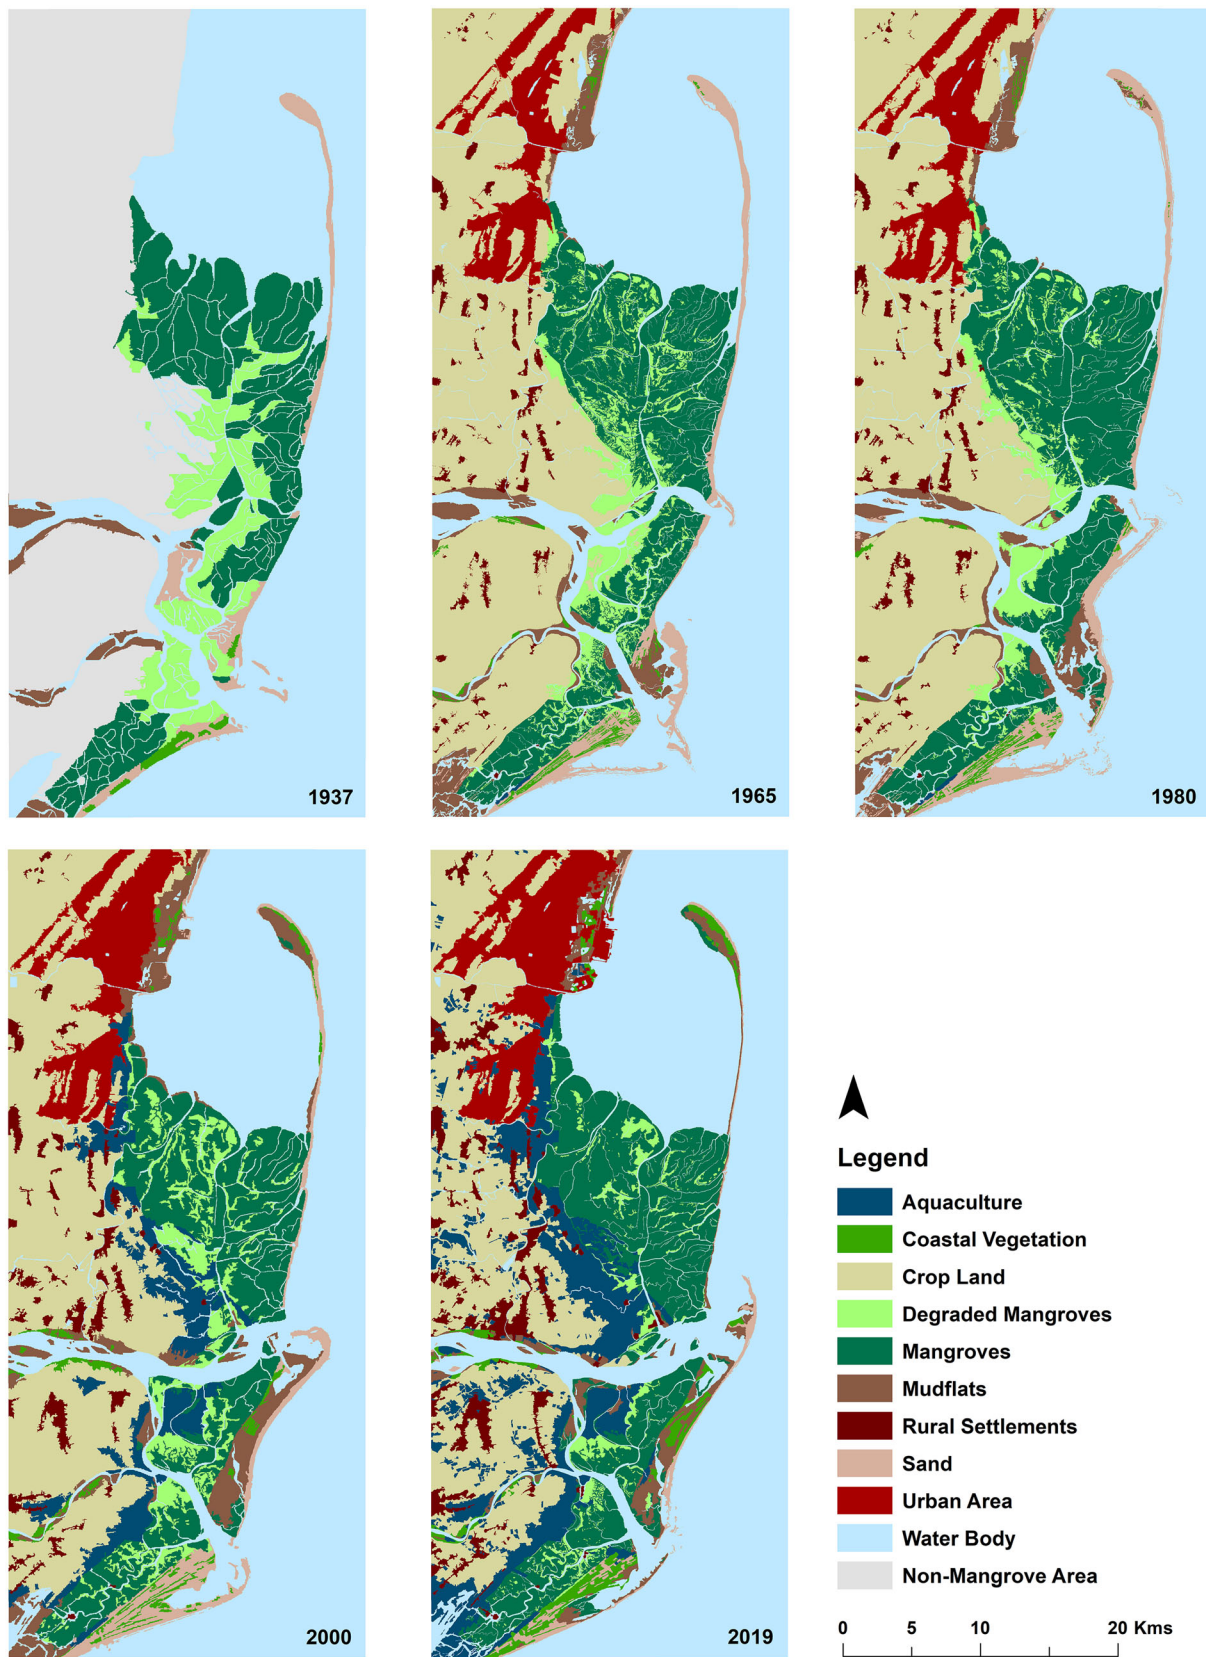 1937
1965
1980
2000
2019
Legend
Aquaculture
Coastal Vegetation
Crop Land
Degraded Mangroves
Mangroves
Mudflats
Rural Settlements
Sand
Urban Area
Water Body
Non-Mangrove Area
0 5 10 20 Kms